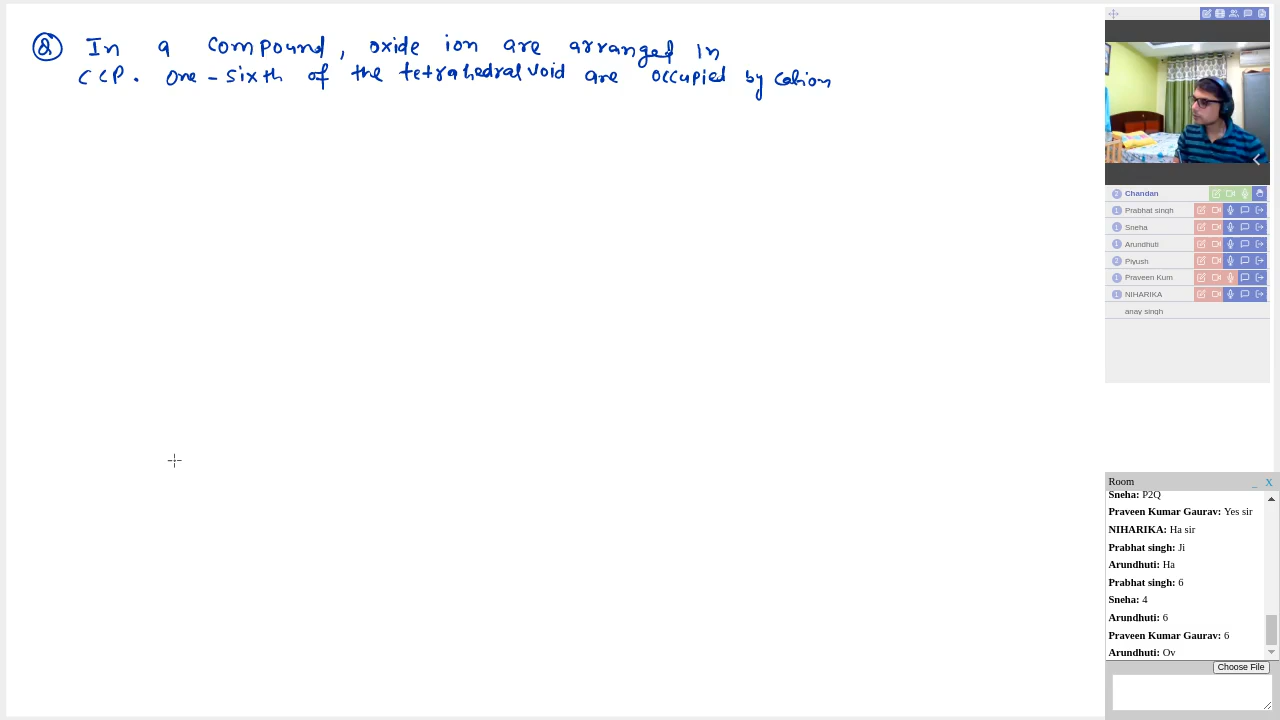 Q In a compound, oxide ion are arranged in
CCP. One-sixth of the tetrahedral void are occupied by cation
Chandan
Prabhat singh
Sneha
Arundhuti
Piyush
Praveen Kum
NIHARIKA
anay singh
Room
_ X
Sneha: P2Q
Praveen Kumar Gaurav: Yes sir
NIHARIKA: Ha sir
Prabhat singh: Ji
Arundhuti: Ha
Prabhat singh: 6
Sneha: 4
Arundhuti: 6
Praveen Kumar Gaurav: 6
Arundhuti: Ov
Choose File